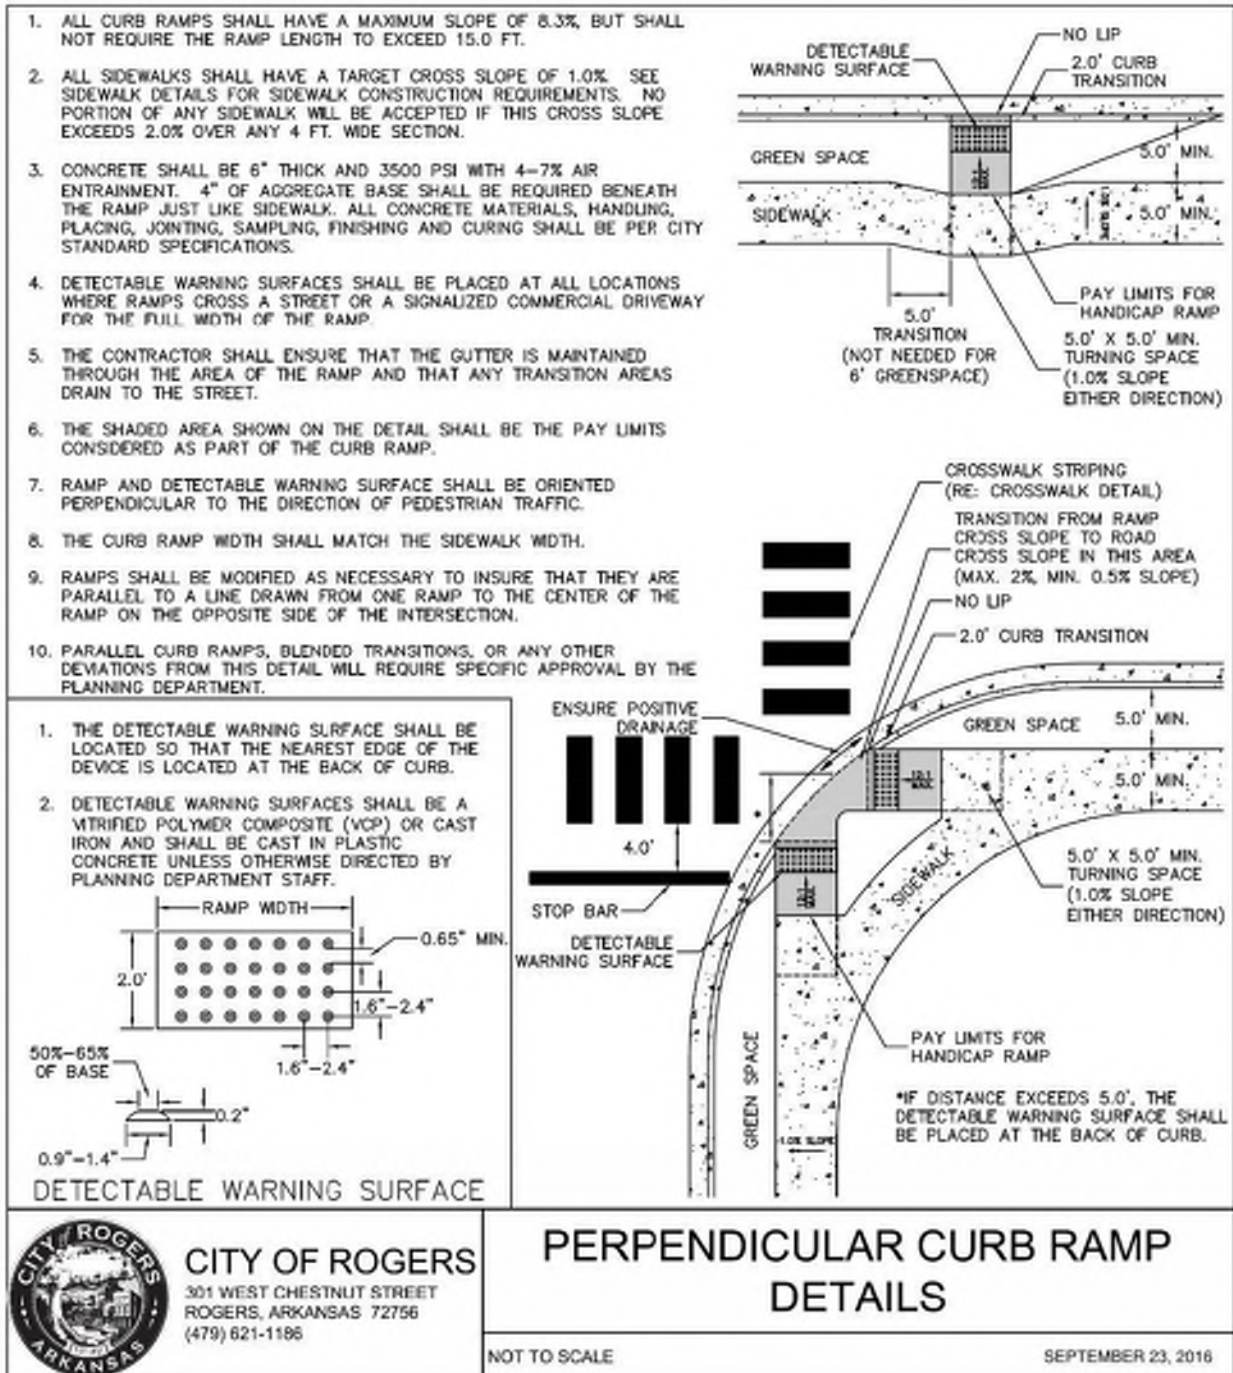 1. ALL CURB RAMPS SHALL HAVE A MAXIMUM SLOPE OF 8.3%, BUT SHALL
NOT REQUIRE THE RAMP LENGTH TO EXCEED 15.0 FT.
2. ALL SIDEWALKS SHALL HAVE A TARGET CROSS SLOPE OF 1.0%. SEE
SIDEWALK DETAILS FOR SIDEWALK CONSTRUCTION REQUIREMENTS. NO
PORTION OF ANY SIDEWALK WILL BE ACCEPTED IF THIS CROSS SLOPE
EXCEEDS 2.0% OVER ANY 4 FT. WIDE SECTION.
3. CONCRETE SHALL BE 6" THICK AND 3500 PSI WITH 4-7% AIR
ENTRAINMENT. 4" OF AGGREGATE BASE SHALL BE REQUIRED BENEATH
THE RAMP JUST LIKE SIDEWALK. ALL CONCRETE MATERIALS, HANDLING,
PLACING, JOINTING, SAMPLING, FINISHING AND CURING SHALL BE PER CITY
STANDARD SPECIFICATIONS.
4. DETECTABLE WARNING SURFACES SHALL BE PLACED AT ALL LOCATIONS
WHERE RAMPS CROSS A STREET OR A SIGNALIZED COMMERCIAL DRIVEWAY
FOR THE FULL WIDTH OF THE RAMP.
5. THE CONTRACTOR SHALL ENSURE THAT THE GUTTER IS MAINTAINED
THROUGH THE AREA OF THE RAMP AND THAT ANY TRANSITION AREAS
DRAIN TO THE STREET.
6. THE SHADED AREA SHOWN ON THE DETAIL SHALL BE THE PAY LIMITS
CONSIDERED AS PART OF THE CURB RAMP.
7. RAMP AND DETECTABLE WARNING SURFACE SHALL BE ORIENTED
PERPENDICULAR TO THE DIRECTION OF PEDESTRIAN TRAFFIC.
8. THE CURB RAMP WIDTH SHALL MATCH THE SIDEWALK WIDTH.
9. RAMPS SHALL BE MODIFIED AS NECESSARY TO INSURE THAT THEY ARE
PARALLEL TO A LINE DRAWN FROM ONE RAMP TO THE CENTER OF THE
RAMP ON THE OPPOSITE SIDE OF THE INTERSECTION.
10. PARALLEL CURB RAMPS, BLENDED TRANSITIONS, OR ANY OTHER
DEVIATIONS FROM THIS DETAIL WILL REQUIRE SPECIFIC APPROVAL BY THE
PLANNING DEPARTMENT.
NO LIP
DETECTABLE
WARNING SURFACE
2.0' CURB
TRANSITION
GREEN SPACE
5.0' MIN.
12:1
MAX.
SIDEWALK
1.0% SLOPE
5.0' MIN.
5.0'
TRANSITION
(NOT NEEDED FOR
6' GREENSPACE)
PAY LIMITS FOR
HANDICAP RAMP
5.0' X 5.0' MIN.
TURNING SPACE
(1.0% SLOPE
EITHER DIRECTION)
CROSSWALK STRIPING
(RE: CROSSWALK DETAIL)
TRANSITION FROM RAMP
CROSS SLOPE TO ROAD
CROSS SLOPE IN THIS AREA
(MAX. 2%, MIN. 0.5% SLOPE)
NO LIP
2.0' CURB TRANSITION
ENSURE POSITIVE
DRAINAGE
GREEN SPACE
5.0' MIN.
12:1
MAX.
5.0' MIN.
*
4.0'
STOP BAR
12:1
MAX.
SIDEWALK
5.0' X 5.0' MIN.
TURNING SPACE
(1.0% SLOPE
EITHER DIRECTION)
DETECTABLE
WARNING SURFACE
PAY LIMITS FOR
HANDICAP RAMP
GREEN SPACE
1.0% SLOPE
*IF DISTANCE EXCEEDS 5.0', THE
DETECTABLE WARNING SURFACE SHALL
BE PLACED AT THE BACK OF CURB.
1. THE DETECTABLE WARNING SURFACE SHALL BE
LOCATED SO THAT THE NEAREST EDGE OF THE
DEVICE IS LOCATED AT THE BACK OF CURB.
2. DETECTABLE WARNING SURFACES SHALL BE A
VITRIFIED POLYMER COMPOSITE (VCP) OR CAST
IRON AND SHALL BE CAST IN PLASTIC
CONCRETE UNLESS OTHERWISE DIRECTED BY
PLANNING DEPARTMENT STAFF.
RAMP WIDTH
0.65" MIN.
2.0'
1.6"-2.4"
1.6"-2.4"
50%-65%
OF BASE
0.2"
0.9"-1.4"
DETECTABLE WARNING SURFACE
CITY OF ROGERS
ARKANSAS
CITY OF ROGERS
301 WEST CHESTNUT STREET
ROGERS, ARKANSAS 72756
(479) 621-1186
PERPENDICULAR CURB RAMP
DETAILS
NOT TO SCALE
SEPTEMBER 23, 2016